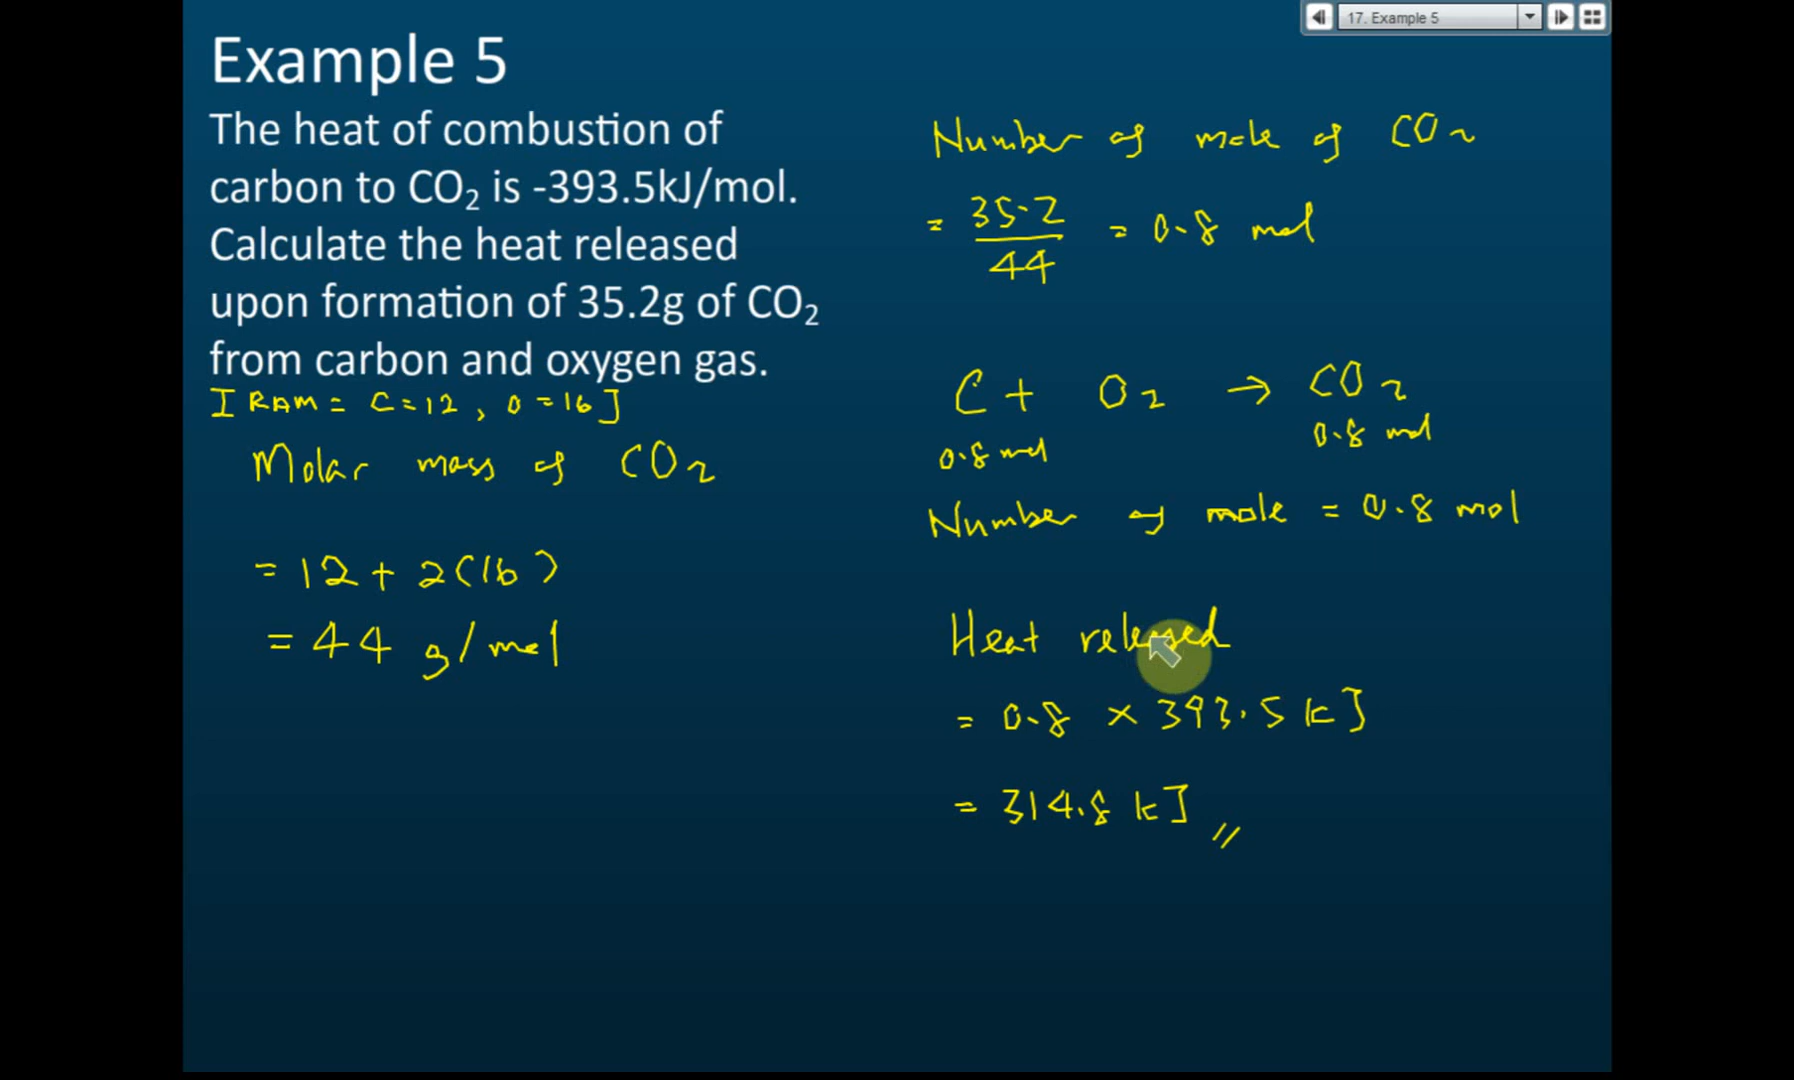 17. Example 5
Example 5
The heat of combustion of
carbon to CO₂ is -393.5kJ/mol.
Calculate the heat released
upon formation of 35.2g of CO₂
from carbon and oxygen gas.
[RAM = C=12, O=16]
Molar mass of CO₂
= 12 + 2(16)
= 44 g/mol
Number of mole of CO₂
= 35.2/44 = 0.8 mol
C + O₂ → CO₂
0.8 mol 0.8 mol
Number of mole = 0.8 mol
Heat released
= 0.8 × 393.5 kJ
= 314.8 kJ //